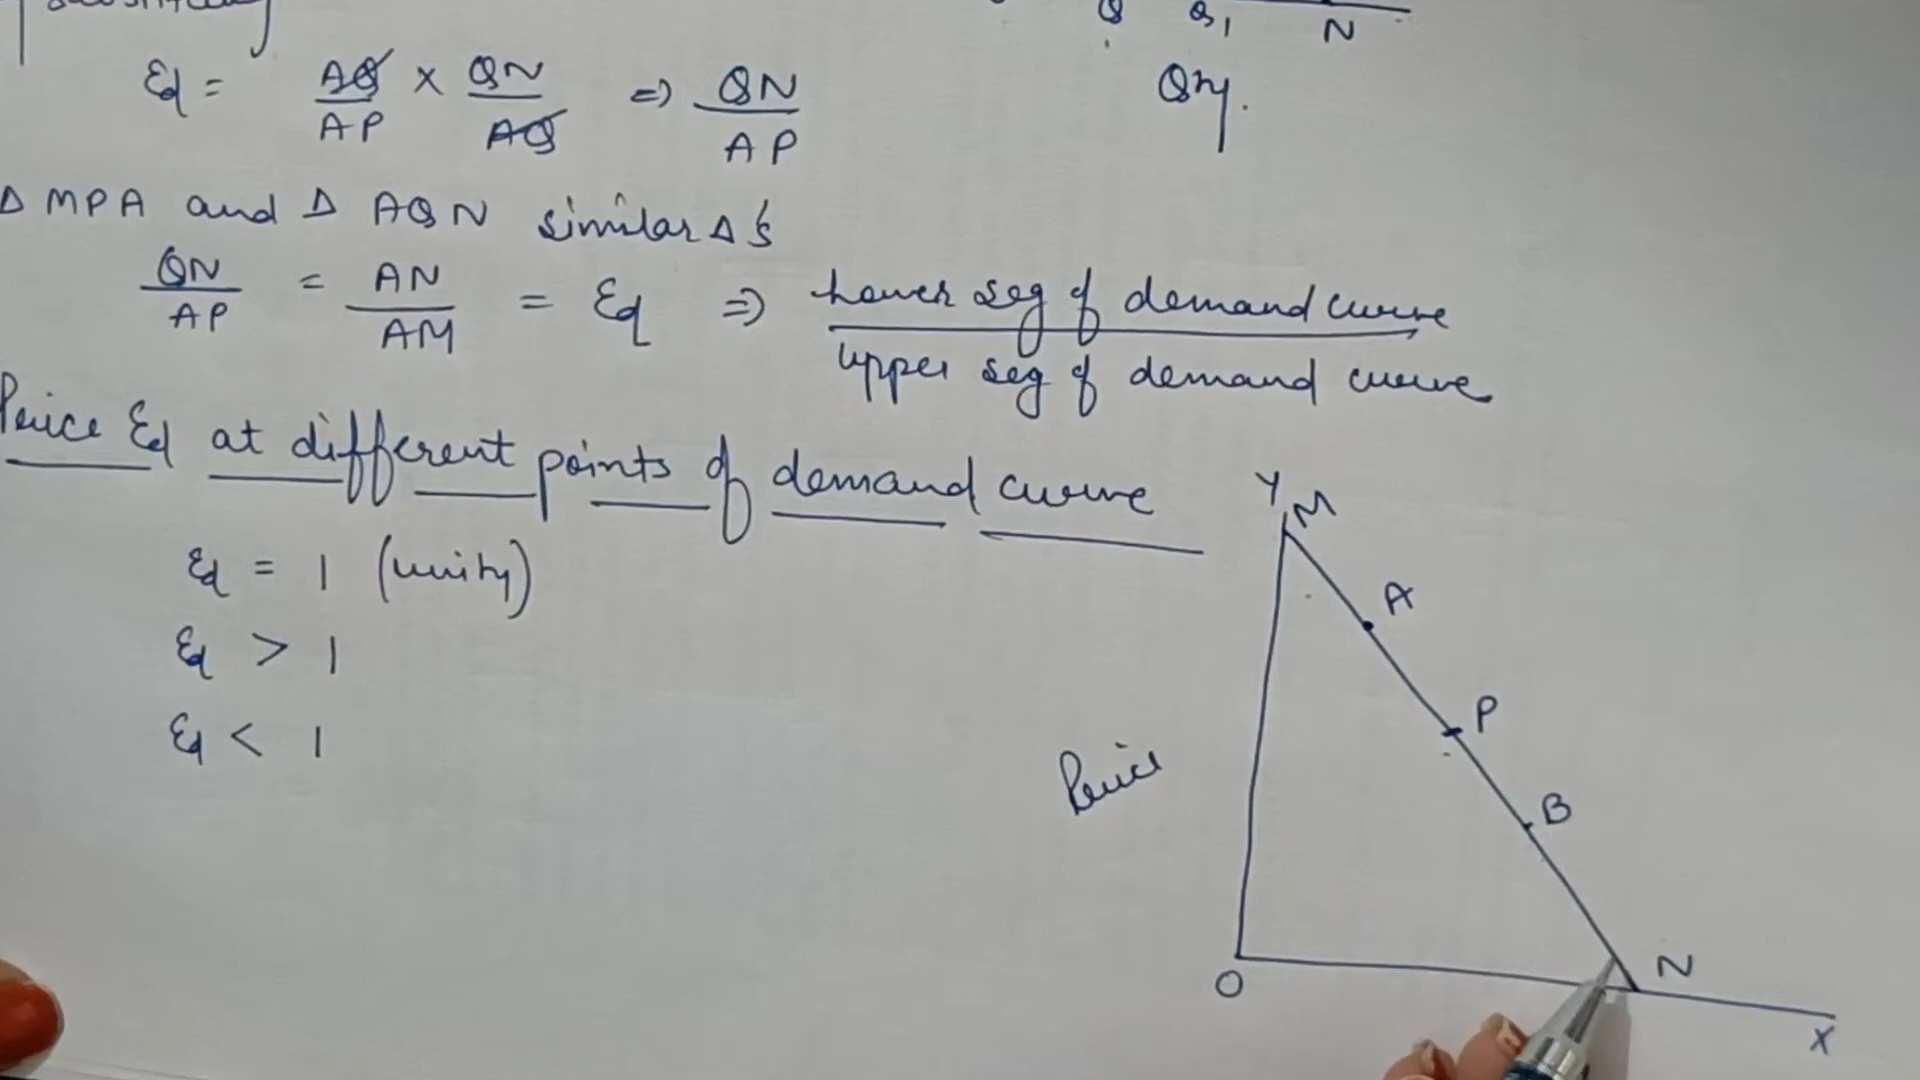 Q Q₁ N
Qty.
Ed = AQ/AP × QN/AQ ⇒ QN/AP
Δ MPA and Δ AQN similar Δ's
QN/AP = AN/AM = Ed ⇒ Lower seg of demand curve / upper seg of demand curve
Price Ed at different points of demand curve
Ed = 1 (unity)
Ed > 1
Ed < 1
Y M
A
P
Price
B
O
N
X